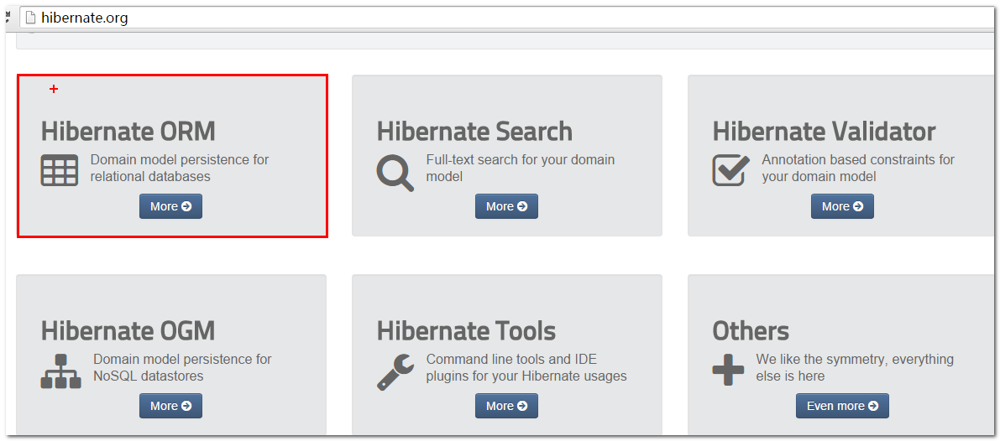 hibernate.org
Hibernate ORM
Domain model persistence for
relational databases
More
Hibernate Search
Full-text search for your domain
model
More
Hibernate Validator
Annotation based constraints for
your domain model
More
Hibernate OGM
Domain model persistence for
NoSQL datastores
More
Hibernate Tools
Command line tools and IDE
plugins for your Hibernate usages
More
Others
We like the symmetry, everything
else is here
Even more